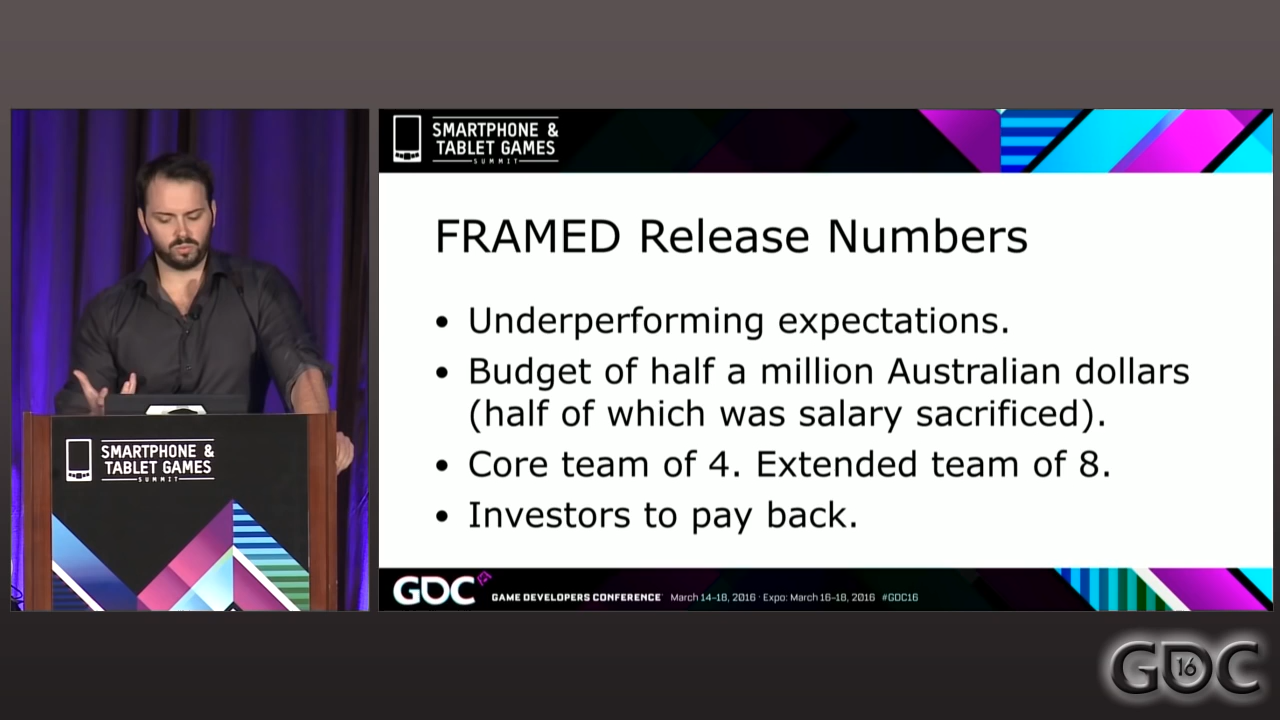 SMARTPHONE &
TABLET GAMES
SUMMIT
SMARTPHONE &
TABLET GAMES
SUMMIT
FRAMED Release Numbers
• Underperforming expectations.
• Budget of half a million Australian dollars
(half of which was salary sacrificed).
• Core team of 4. Extended team of 8.
• Investors to pay back.
GDC GAME DEVELOPERS CONFERENCE March 14–18, 2016 · Expo: March 16–18, 2016 #GDC16
GDC 16